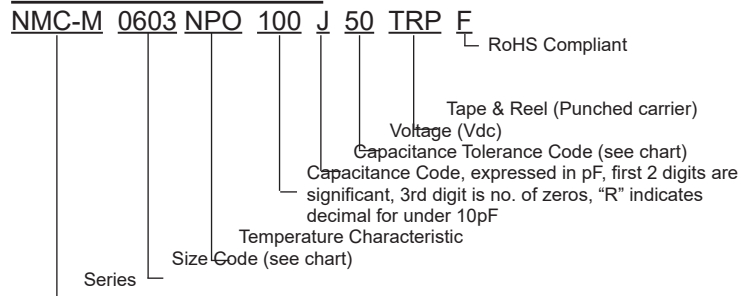 NMC-M 0603 NPO 100 J 50 TRP F
RoHS Compliant
Tape & Reel (Punched carrier)
Voltage (Vdc)
Capacitance Tolerance Code (see chart)
Capacitance Code, expressed in pF, first 2 digits are
significant, 3rd digit is no. of zeros, “R” indicates
decimal for under 10pF
Temperature Characteristic
Size Code (see chart)
Series